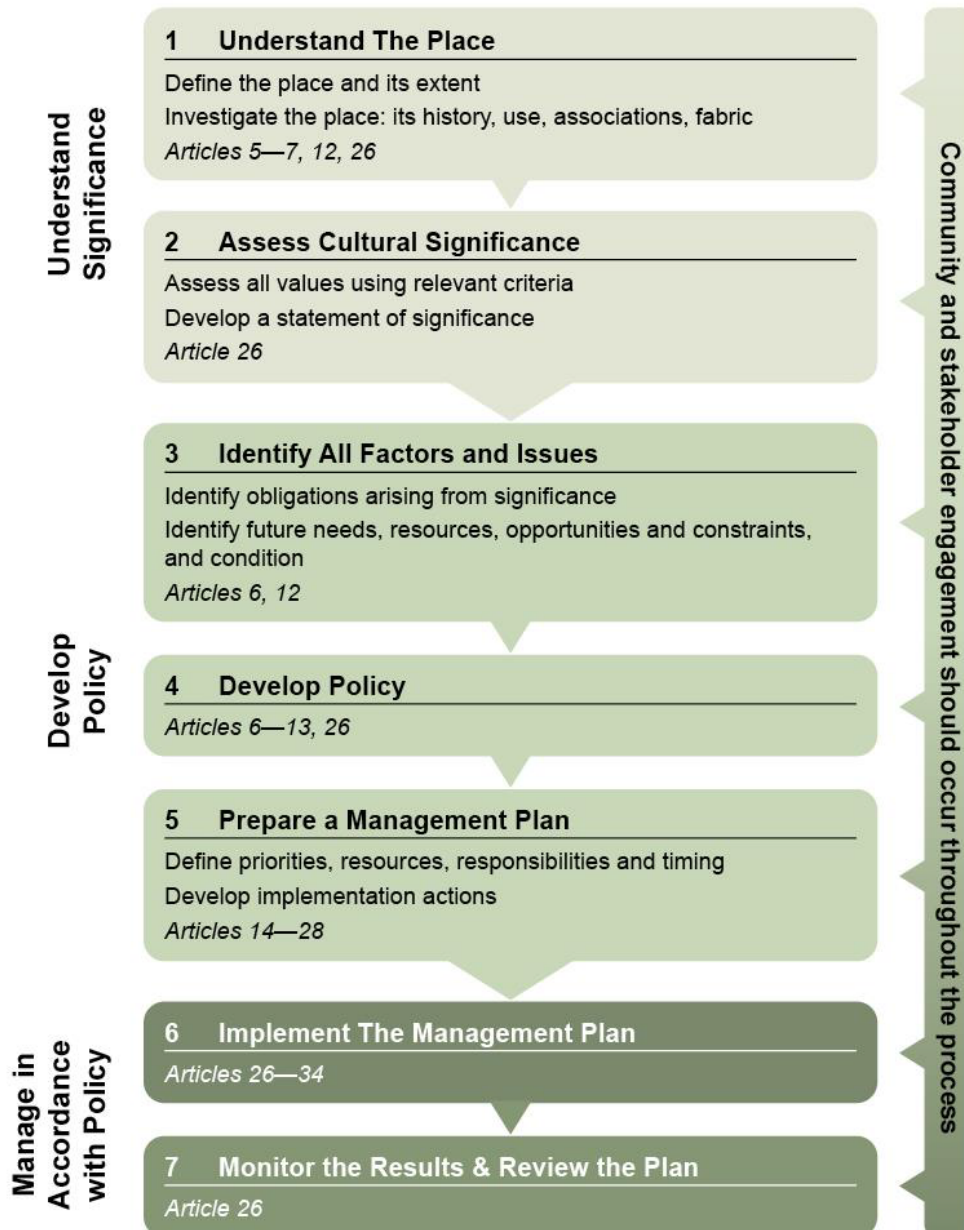 Understand
Significance
1 Understand The Place
Define the place and its extent
Investigate the place: its history, use, associations, fabric
Articles 5—7, 12, 26
2 Assess Cultural Significance
Assess all values using relevant criteria
Develop a statement of significance
Article 26
Develop
Policy
3 Identify All Factors and Issues
Identify obligations arising from significance
Identify future needs, resources, opportunities and constraints,
and condition
Articles 6, 12
4 Develop Policy
Articles 6—13, 26
5 Prepare a Management Plan
Define priorities, resources, responsibilities and timing
Develop implementation actions
Articles 14—28
Manage in
Accordance
with Policy
6 Implement The Management Plan
Articles 26—34
7 Monitor the Results & Review the Plan
Article 26
Community and stakeholder engagement should occur throughout the process